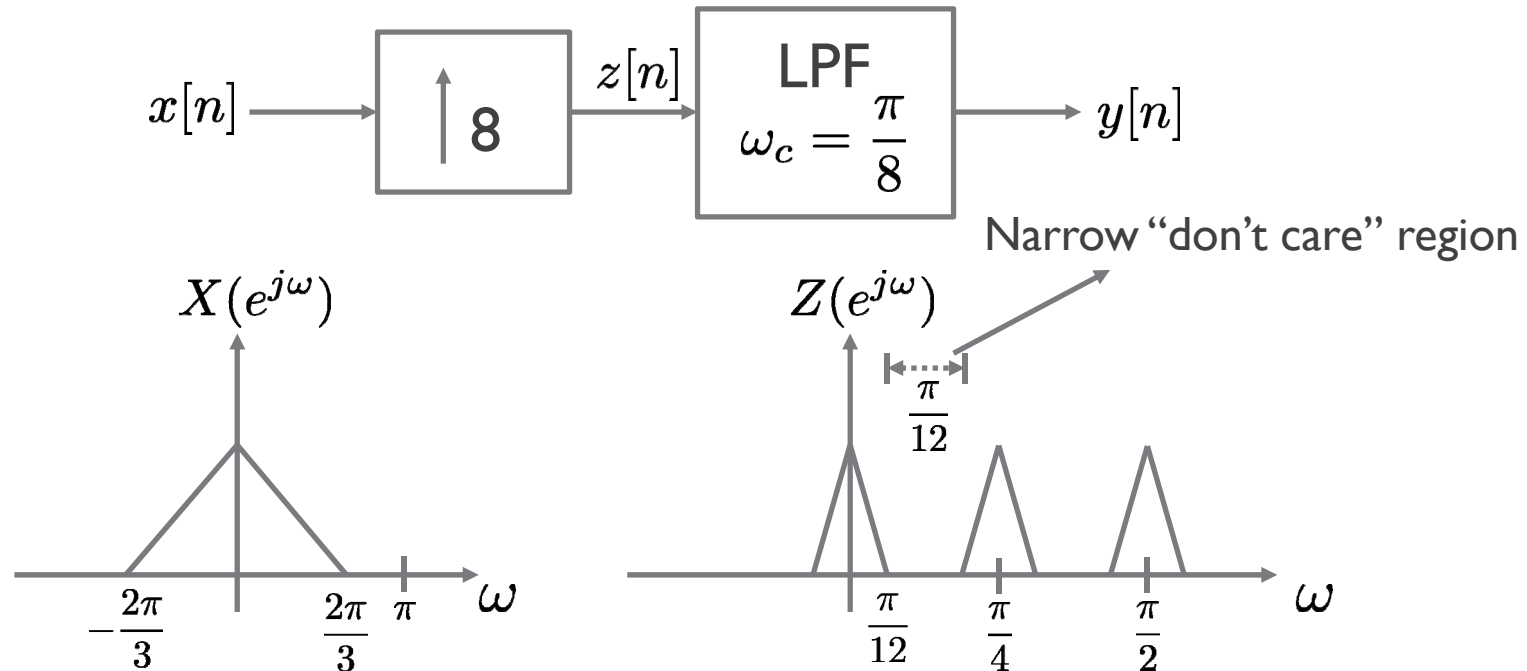 x[n]
8
z[n]
LPF
ω_c = π/8
y[n]
Narrow “don’t care” region
X(e^{jω})
Z(e^{jω})
π/12
-2π/3
2π/3
π
ω
π/12
π/4
π/2
ω